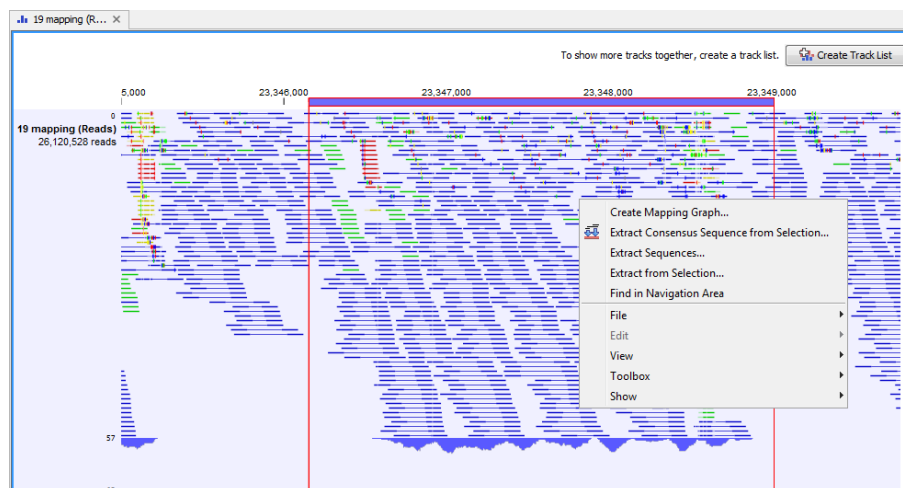 19 mapping (R...
To show more tracks together, create a track list.
Create Track List
5,000
23,346,000
23,347,000
23,348,000
23,349,000
0
19 mapping (Reads)
26,120,528 reads
Create Mapping Graph...
Extract Consensus Sequence from Selection...
Extract Sequences...
Extract from Selection...
Find in Navigation Area
File
Edit
View
Toolbox
Show
57